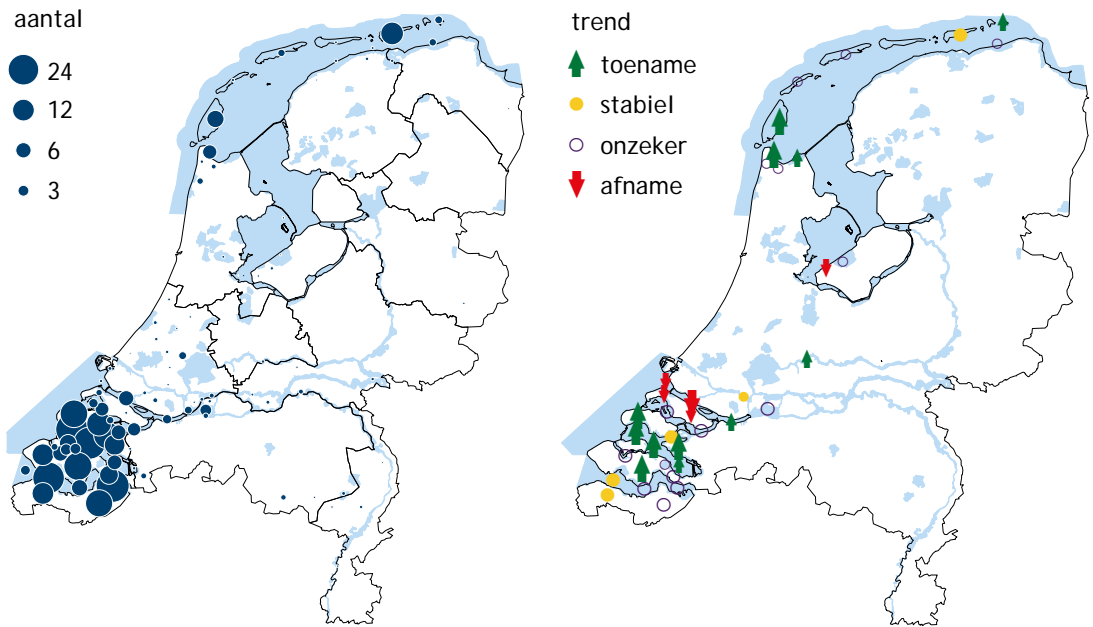 aantal
24
12
6
3
trend
toename
stabiel
onzeker
afname